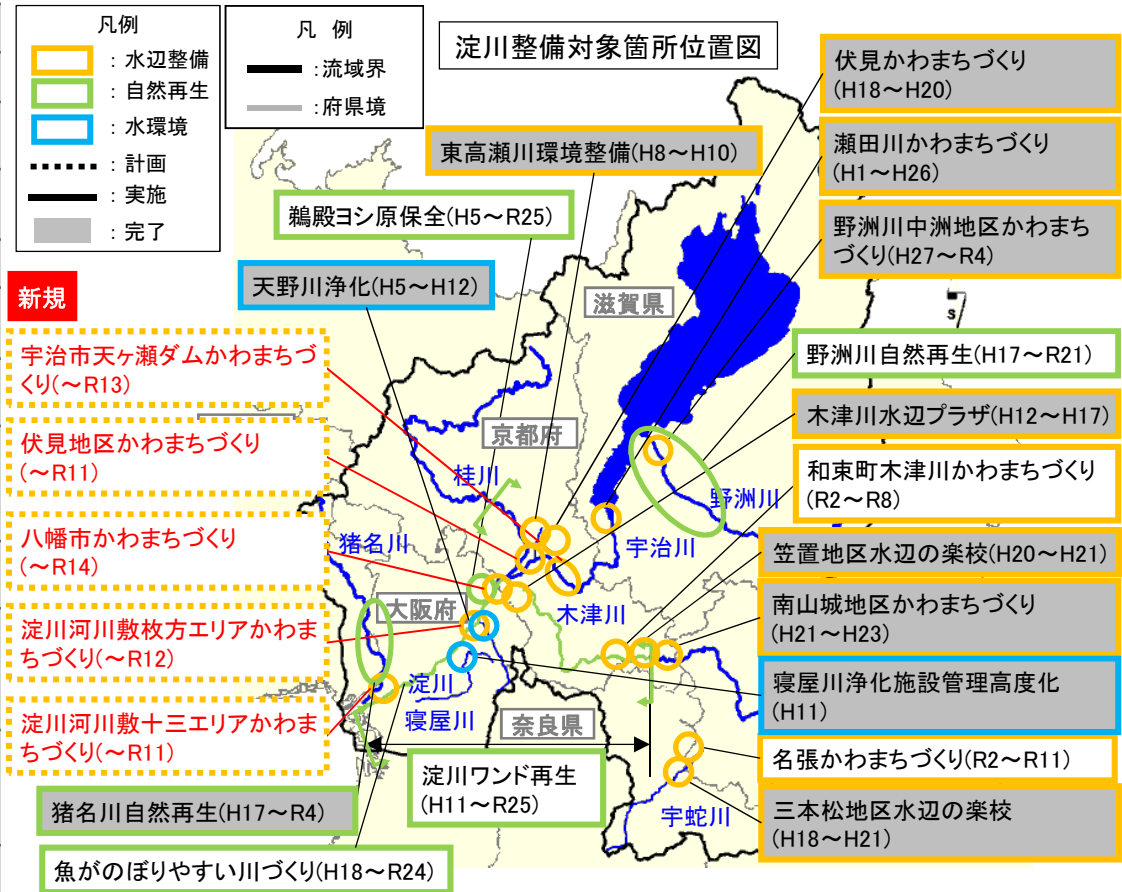 凡例
: 水辺整備
: 自然再生
: 水環境
: 計画
: 実施
: 完了
凡 例
:流域界
:府県境
淀川整備対象箇所位置図
伏見かわまちづくり
(H18～H20)
瀬田川かわまちづくり
(H1～H26)
野洲川中洲地区かわまち
づくり(H27～R4)
野洲川自然再生(H17～R21)
木津川水辺プラザ(H12～H17)
和束町木津川かわまちづくり
(R2～R8)
笠置地区水辺の楽校(H20～H21)
南山城地区かわまちづくり
(H21～H23)
寝屋川浄化施設管理高度化
(H11)
名張かわまちづくり(R2～R11)
三本松地区水辺の楽校
(H18～H21)
東高瀬川環境整備(H8～H10)
鵜殿ヨシ原保全(H5～R25)
天野川浄化(H5～H12)
新規
宇治市天ヶ瀬ダムかわまちづ
くり(～R13)
伏見地区かわまちづくり
(～R11)
八幡市かわまちづくり
(～R14)
淀川河川敷枚方エリアかわま
ちづくり(～R12)
淀川河川敷十三エリアかわま
ちづくり(～R11)
猪名川自然再生(H17～R4)
魚がのぼりやすい川づくり(H18～R24)
淀川ワンド再生
(H11～R25)
滋賀県
京都府
大阪府
奈良県
桂川
猪名川
野洲川
宇治川
木津川
淀川
寝屋川
宇蛇川
s